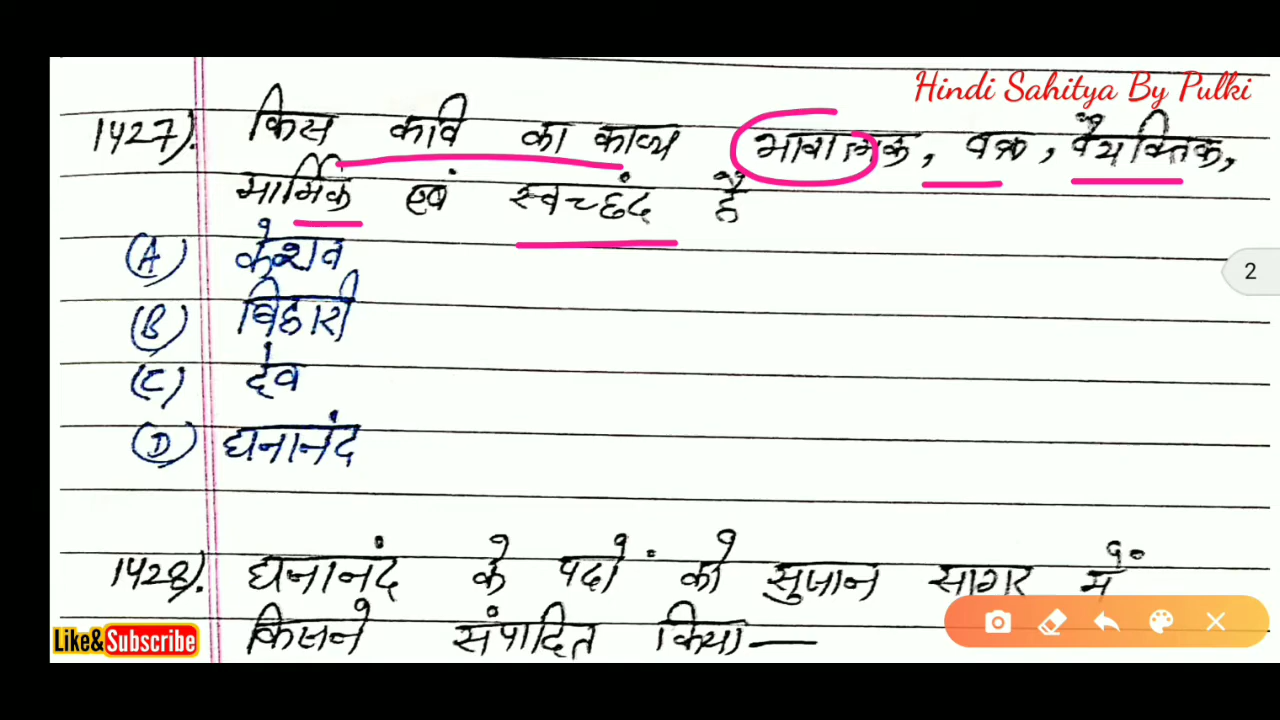 Hindi Sahitya By Pulki
1427). किस कवि का काव्य भावात्मक, वक्र, वैयक्तिक,
मार्मिक एवं स्वच्छंद है
2
(A) केशव
(B) बिहारी
(C) देव
(D) घनानंद
1428). घनानंद के पदों को सुजान सागर में
किसने संपादित किया—
Like& Subscribe